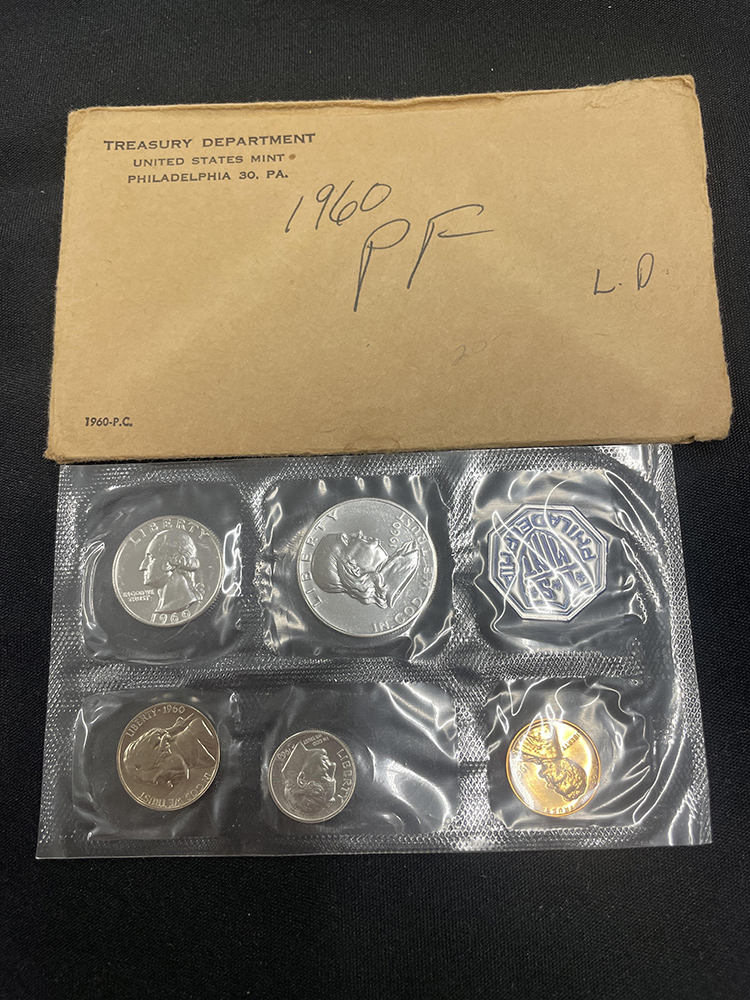 TREASURY DEPARTMENT
UNITED STATES MINT
PHILADELPHIA 30, PA.
1960
PF
L.D.
1960-P.C.
LIBERTY
IN GOD WE
TRUST
1960
LIBERTY
IN GOD WE TRUST
1960
PHILADELPHIA
U.S.
MINT
LIBERTY 1960
IN GOD WE TRUST
LIBERTY